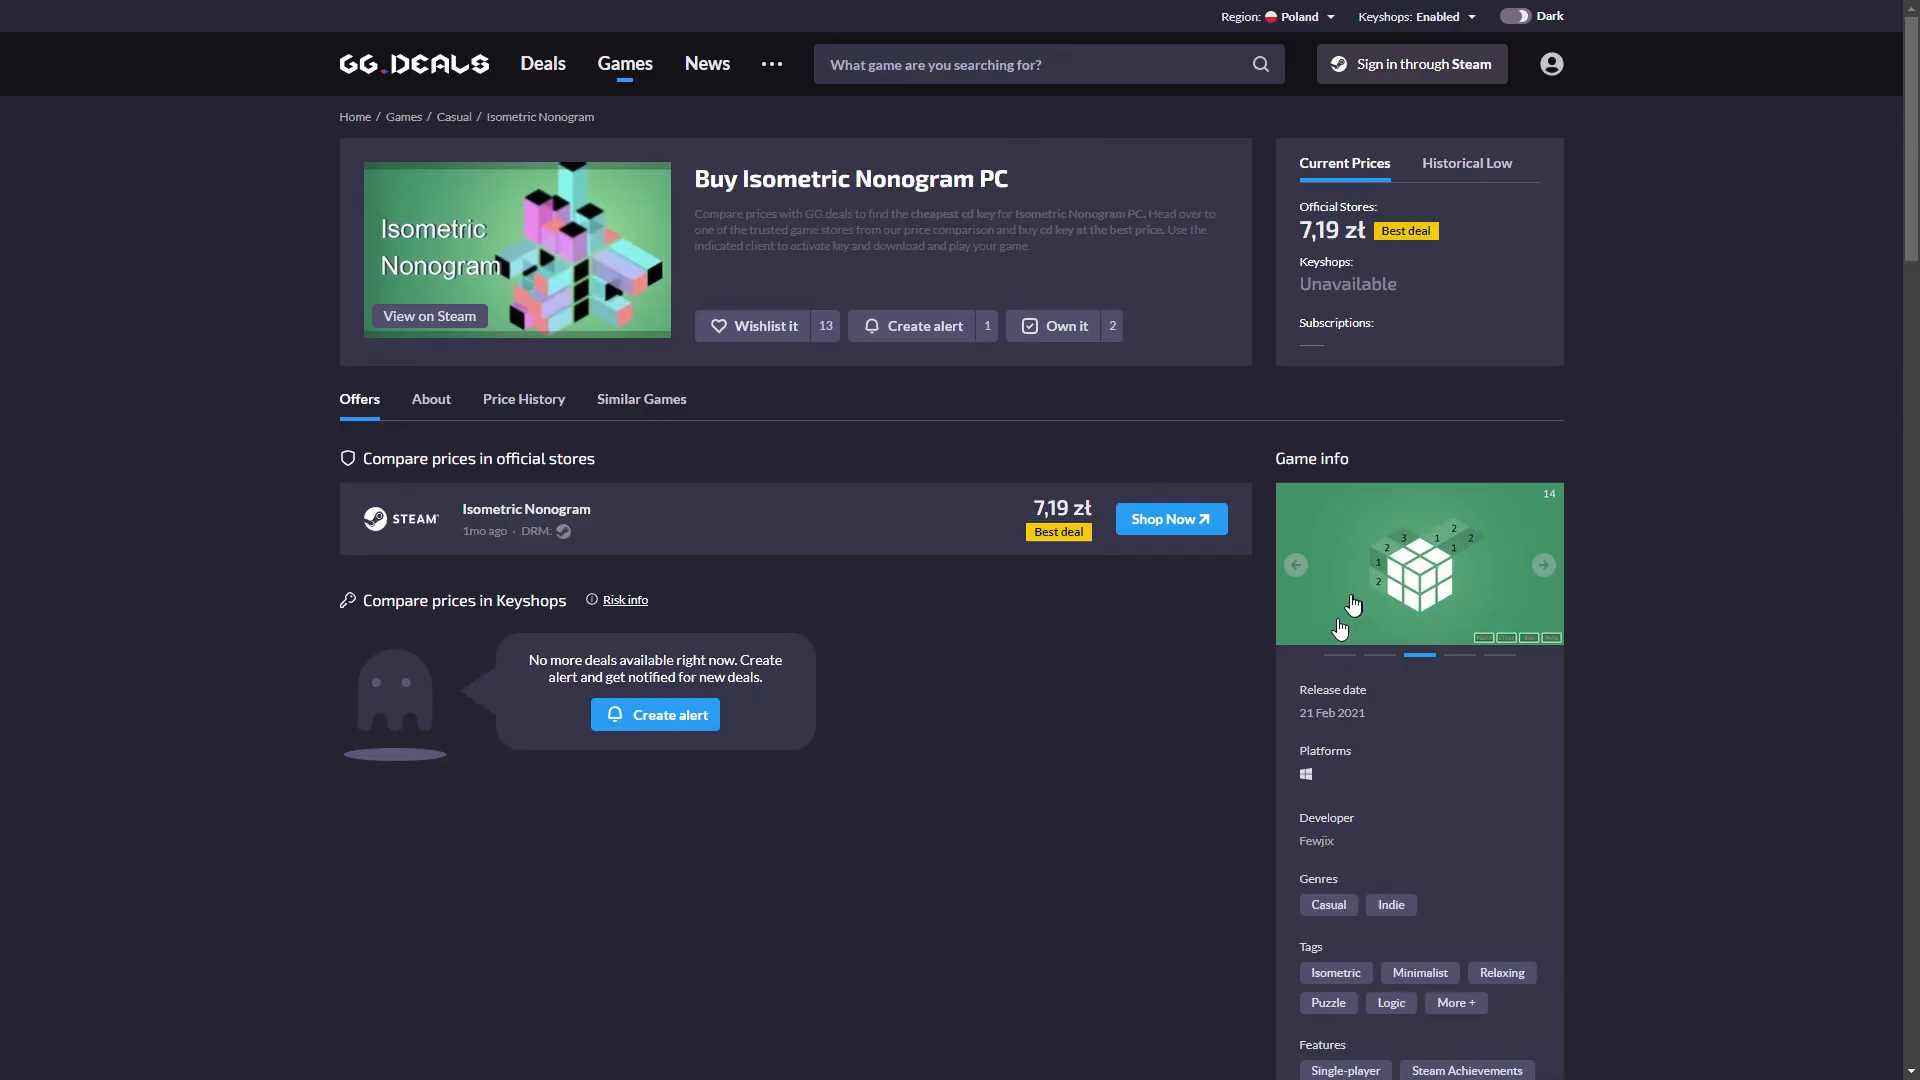 Region: Poland
Keyshops: Enabled
Dark
GG.DEALS
Deals
Games
News
What game are you searching for?
Sign in through Steam
Home / Games / Casual / Isometric Nonogram
Isometric
Nonogram
View on Steam
Buy Isometric Nonogram PC
Compare prices with GG.deals to find the cheapest cd key for Isometric Nonogram PC. Head over to
one of the trusted game stores from our price comparison and buy cd key at the best price. Use the
indicated client to activate key and download and play your game.
Wishlist it 13
Create alert 1
Own it 2
Current Prices
Historical Low
Official Stores:
7,19 zł Best deal
Keyshops:
Unavailable
Subscriptions:
Offers
About
Price History
Similar Games
Compare prices in official stores
STEAM
Isometric Nonogram
1mo ago · DRM:
7,19 zł
Best deal
Shop Now
Compare prices in Keyshops
Risk info
No more deals available right now. Create
alert and get notified for new deals.
Create alert
Game info
14
2
3 1 2
2 1
1
2
Release date
21 Feb 2021
Platforms
Developer
Fewjix
Genres
Casual Indie
Tags
Isometric Minimalist Relaxing
Puzzle Logic More +
Features
Single-player Steam Achievements